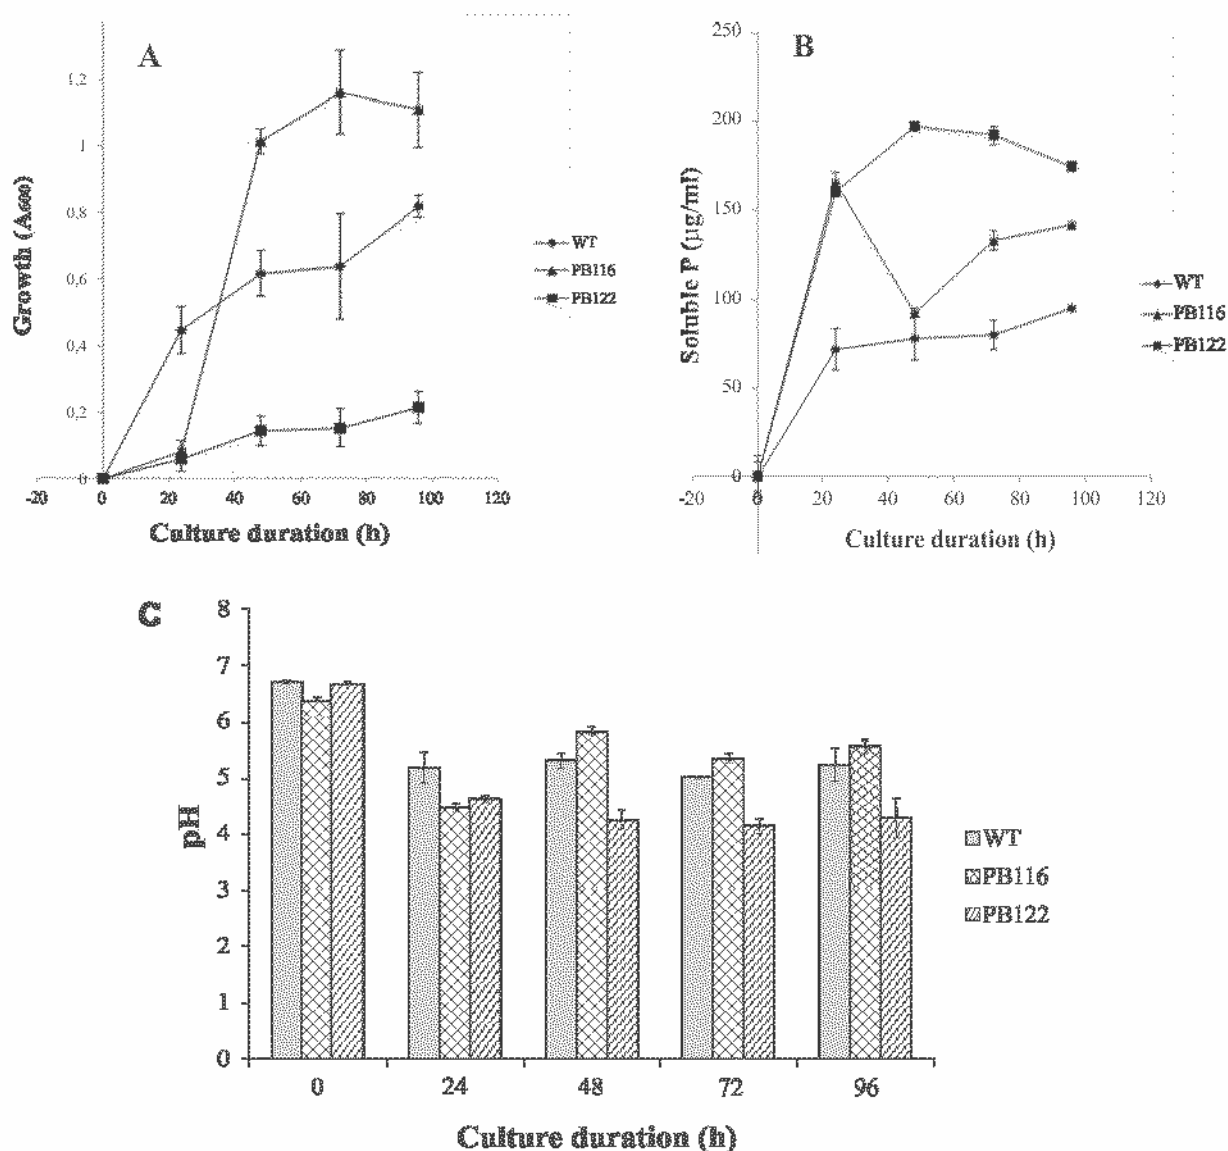 A
1,2
1
0,8
0,6
0,4
0,2
0
-20 0 20 40 60 80 100 120
Growth (A600)
Culture duration (h)
WT
PB116
PB122
B
250
200
150
100
50
0
-20 0 20 40 60 80 100 120
Soluble P (µg/ml)
Culture duration (h)
WT
PB116
PB122
C
8
7
6
5
4
3
2
1
0
0 24 48 72 96
pH
Culture duration (h)
WT
PB116
PB122